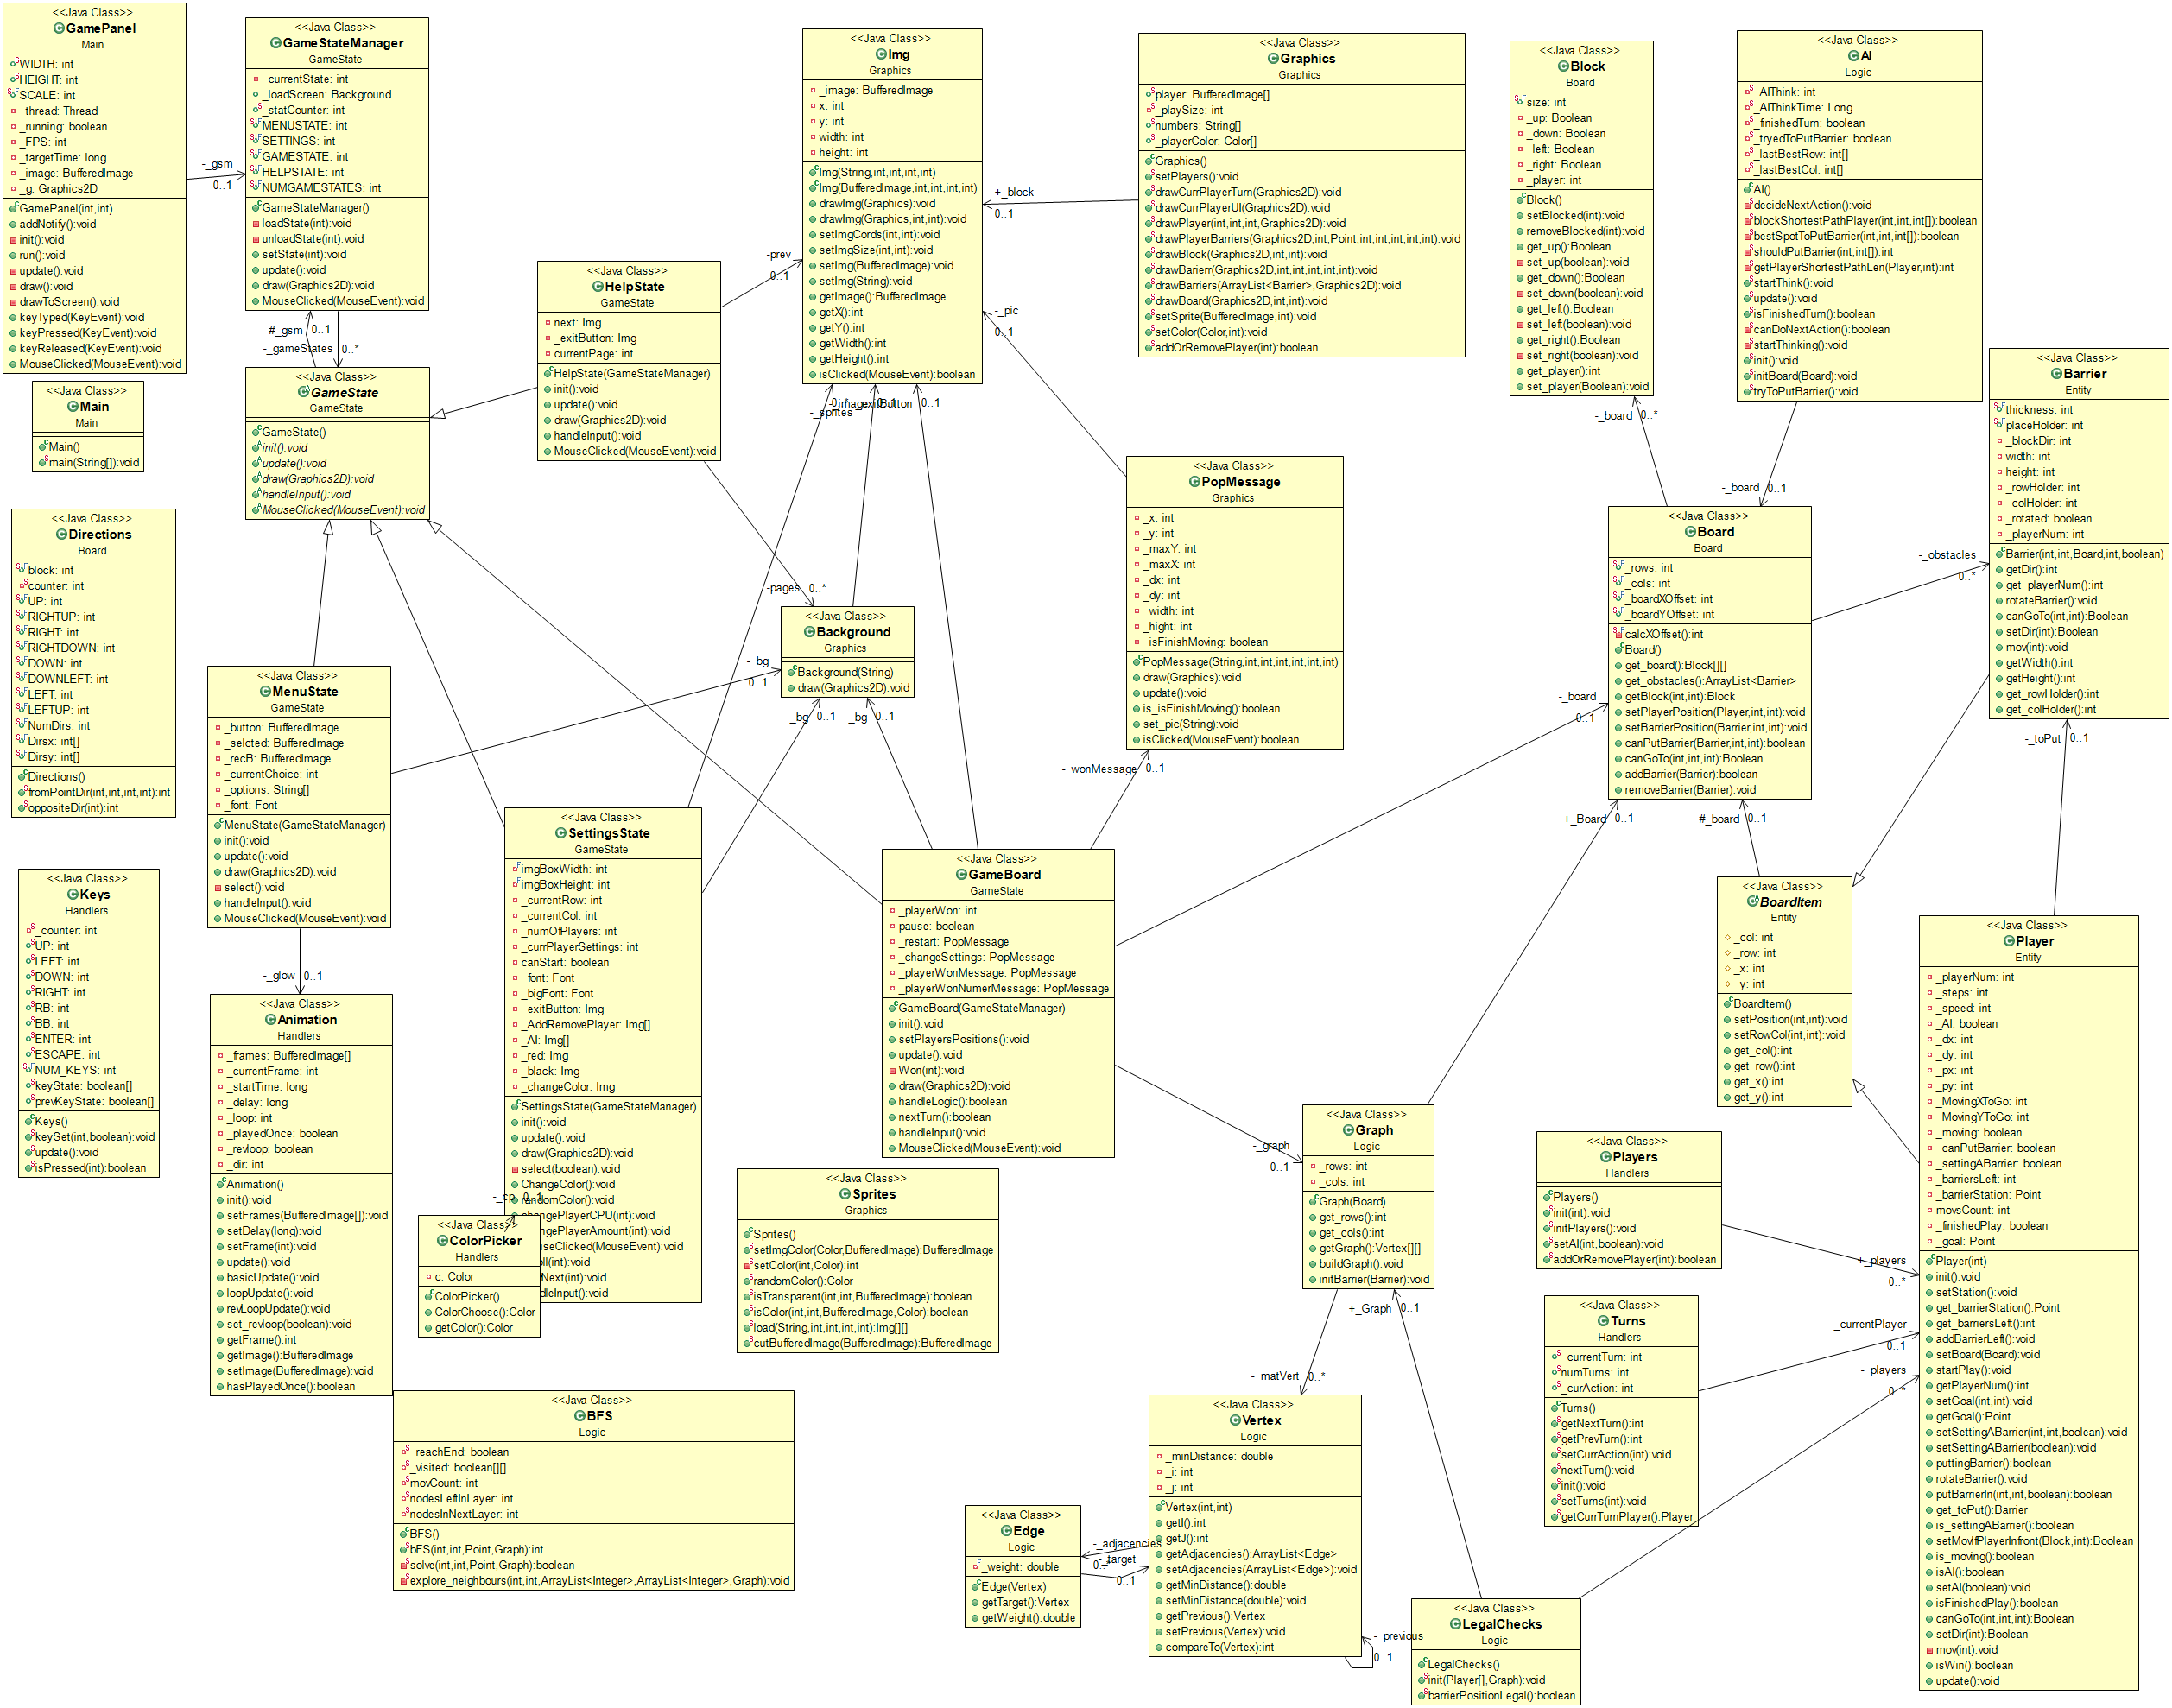 <<Java Class>>
GamePanel
Main
WIDTH: int
HEIGHT: int
SCALE: int
_thread: Thread
_running: boolean
_FPS: int
_targetTime: long
_image: BufferedImage
_g: Graphics2D
GamePanel(int,int)
addNotify():void
init():void
run():void
update():void
draw():void
drawToScreen():void
keyTyped(KeyEvent):void
keyPressed(KeyEvent):void
keyReleased(KeyEvent):void
MouseClicked(MouseEvent):void
-_gsm
0..1
<<Java Class>>
GameStateManager
GameState
_currentState: int
_loadScreen: Background
_statCounter: int
MENUSTATE: int
SETTINGS: int
GAMESTATE: int
HELPSTATE: int
NUMGAMESTATES: int
GameStateManager()
loadState(int):void
unloadState(int):void
setState(int):void
update():void
draw(Graphics2D):void
MouseClicked(MouseEvent):void
#_gsm 0..1
-_gameStates 0..*
<<Java Class>>
GameState
GameState
GameState()
init():void
update():void
draw(Graphics2D):void
handleInput():void
MouseClicked(MouseEvent):void
<<Java Class>>
Main
Main
Main()
main(String[]):void
<<Java Class>>
Directions
Board
block: int
counter: int
UP: int
RIGHTUP: int
RIGHT: int
RIGHTDOWN: int
DOWN: int
DOWNLEFT: int
LEFT: int
LEFTUP: int
NumDirs: int
Dirsx: int[]
Dirsy: int[]
Directions()
fromPointDir(int,int,int,int):int
oppositeDir(int):int
<<Java Class>>
Keys
Handlers
_counter: int
UP: int
LEFT: int
DOWN: int
RIGHT: int
RB: int
BB: int
ENTER: int
ESCAPE: int
NUM_KEYS: int
keyState: boolean[]
prevKeyState: boolean[]
Keys()
keySet(int,boolean):void
update():void
isPressed(int):boolean
<<Java Class>>
HelpState
GameState
next: Img
_exitButton: Img
currentPage: int
HelpState(GameStateManager)
init():void
update():void
draw(Graphics2D):void
handleInput():void
MouseClicked(MouseEvent):void
-prev
0..1
-pages 0..*
<<Java Class>>
Img
Graphics
_image: BufferedImage
x: int
y: int
width: int
height: int
Img(String,int,int,int,int)
Img(BufferedImage,int,int,int,int)
drawImg(Graphics):void
drawImg(Graphics,int,int):void
setImgCords(int,int):void
setImgSize(int,int):void
setImg(BufferedImage):void
setImg(String):void
getImage():BufferedImage
getX():int
getY():int
getWidth():int
getHeight():int
isClicked(MouseEvent):boolean
-_sprites
0..1
<<Java Class>>
Graphics
Graphics
player: BufferedImage[]
_playSize: int
numbers: String[]
_playerColor: Color[]
Graphics()
setPlayers():void
drawCurrPlayerTurn(Graphics2D):void
drawCurrPlayerUI(Graphics2D):void
drawPlayer(int,int,int,Graphics2D):void
drawPlayerBarriers(Graphics2D,int,Point,int,int,int,int,int):void
drawBlock(Graphics2D,int,int):void
drawBarierr(Graphics2D,int,int,int,int,int):void
drawBarriers(ArrayList<Barrier>,Graphics2D):void
drawBoard(Graphics2D,int,int):void
setSprite(BufferedImage,int):void
setColor(Color,int):void
addOrRemovePlayer(int):boolean
+_block
0..1
-_pic
0..1
<<Java Class>>
Block
Board
size: int
_up: Boolean
_down: Boolean
_left: Boolean
_right: Boolean
_player: int
Block()
setBlocked(int):void
removeBlocked(int):void
get_up():Boolean
set_up(boolean):void
get_down():Boolean
set_down(boolean):void
get_left():Boolean
set_left(boolean):void
get_right():Boolean
set_right(boolean):void
get_player():int
set_player(Boolean):void
-_board 0..*
<<Java Class>>
AI
Logic
_AIThink: int
_AIThinkTime: Long
_finishedTurn: boolean
_tryedToPutBarrier: boolean
_lastBestRow: int[]
_lastBestCol: int[]
AI()
decideNextAction():void
blockShortestPathPlayer(int,int,int[]):boolean
bestSpotToPutBarrier(int,int,int[]):boolean
shouldPutBarrier(int,int[]):int
getPlayerShortestPathLen(Player,int):int
startThink():void
update():void
isFinishedTurn():boolean
canDoNextAction():boolean
startThinking():void
init():void
initBoard(Board):void
tryToPutBarrier():void
-_board 0..1
<<Java Class>>
Barrier
Entity
thickness: int
placeHolder: int
_blockDir: int
width: int
height: int
_rowHolder: int
_colHolder: int
_rotated: boolean
_playerNum: int
Barrier(int,int,Board,int,boolean)
getDir():int
get_playerNum():int
rotateBarrier():void
canGoTo(int,int):Boolean
setDir(int):Boolean
mov(int):void
getWidth():int
getHeight():int
get_rowHolder():int
get_colHolder():int
-_obstacles
0..*
-_toPut 0..1
<<Java Class>>
PopMessage
Graphics
_x: int
_y: int
_maxY: int
_maxX: int
_dx: int
_dy: int
_width: int
_hight: int
_isFinishMoving: boolean
PopMessage(String,int,int,int,int,int,int)
draw(Graphics):void
update():void
is_isFinishMoving():boolean
set_pic(String):void
isClicked(MouseEvent):boolean
-_wonMessage 0..1
<<Java Class>>
Board
Board
_rows: int
_cols: int
_boardXOffset: int
_boardYOffset: int
calcXOffset():int
Board()
get_board():Block[][]
get_obstacles():ArrayList<Barrier>
getBlock(int,int):Block
setPlayerPosition(Player,int,int):void
setBarrierPosition(Barrier,int,int):void
canPutBarrier(Barrier,int,int):boolean
canGoTo(int,int,int):Boolean
addBarrier(Barrier):boolean
removeBarrier(Barrier):void
-_board
0..1
+_Board 0..1
#_board 0..1
<<Java Class>>
Background
Graphics
Background(String)
draw(Graphics2D):void
-_bg
0..1
-_bg 0..1
-_bg 0..1
<<Java Class>>
MenuState
GameState
_button: BufferedImage
_selcted: BufferedImage
_recB: BufferedImage
_currentChoice: int
_options: String[]
_font: Font
MenuState(GameStateManager)
init():void
update():void
draw(Graphics2D):void
select():void
handleInput():void
MouseClicked(MouseEvent):void
-_glow 0..1
<<Java Class>>
Animation
Handlers
_frames: BufferedImage[]
_currentFrame: int
_startTime: long
_delay: long
_loop: int
_playedOnce: boolean
_revloop: boolean
_dir: int
Animation()
init():void
setFrames(BufferedImage[]):void
setDelay(long):void
setFrame(int):void
update():void
basicUpdate():void
loopUpdate():void
revLoopUpdate():void
set_revloop(boolean):void
getFrame():int
getImage():BufferedImage
setImage(BufferedImage):void
hasPlayedOnce():boolean
<<Java Class>>
SettingsState
GameState
imgBoxWidth: int
imgBoxHeight: int
_currentRow: int
_currentCol: int
_numOfPlayers: int
_currPlayerSettings: int
canStart: boolean
_font: Font
_bigFont: Font
_exitButton: Img
_AddRemovePlayer: Img[]
_AI: Img[]
_red: Img
_black: Img
_changeColor: Img
SettingsState(GameStateManager)
init():void
update():void
draw(Graphics2D):void
select(boolean):void
ChangeColor():void
-_cp 0..1
<<Java Class>>
ColorPicker
Handlers
c: Color
ColorPicker()
ColorChoose():Color
getColor():Color
<<Java Class>>
GameBoard
GameState
_playerWon: int
pause: boolean
_restart: PopMessage
_changeSettings: PopMessage
_playerWonMessage: PopMessage
_playerWonNumerMessage: PopMessage
GameBoard(GameStateManager)
init():void
setPlayersPositions():void
update():void
Won(int):void
draw(Graphics2D):void
handleLogic():boolean
nextTurn():boolean
handleInput():void
MouseClicked(MouseEvent):void
-_graph
0..1
<<Java Class>>
Sprites
Graphics
Sprites()
setImgColor(Color,BufferedImage):BufferedImage
setColor(int,Color):int
randomColor():Color
isTransparent(int,int,BufferedImage):boolean
isColor(int,int,BufferedImage,Color):boolean
load(String,int,int,int,int):Img[][]
cutBufferedImage(BufferedImage):BufferedImage
<<Java Class>>
BFS
Logic
_reachEnd: boolean
_visited: boolean[][]
movCount: int
nodesLeftInLayer: int
nodesInNextLayer: int
BFS()
bFS(int,int,Point,Graph):int
solve(int,int,Point,Graph):boolean
explore_neighbours(int,int,ArrayList<Integer>,ArrayList<Integer>,Graph):void
<<Java Class>>
Graph
Logic
_rows: int
_cols: int
Graph(Board)
get_rows():int
get_cols():int
getGraph():Vertex[][]
buildGraph():void
initBarrier(Barrier):void
+_Graph 0..1
-_matVert 0..*
<<Java Class>>
Vertex
Logic
_minDistance: double
_i: int
_j: int
Vertex(int,int)
getI():int
getJ():int
getAdjacencies():ArrayList<Edge>
setAdjacencies(ArrayList<Edge>):void
getMinDistance():double
setMinDistance(double):void
getPrevious():Vertex
setPrevious(Vertex):void
compareTo(Vertex):int
-_previous
0..1
<<Java Class>>
Edge
Logic
_weight: double
Edge(Vertex)
getTarget():Vertex
getWeight():double
-_adjacencies
-_target
0..1
<<Java Class>>
BoardItem
Entity
_col: int
_row: int
_x: int
_y: int
BoardItem()
setPosition(int,int):void
setRowCol(int,int):void
get_col():int
get_row():int
get_x():int
get_y():int
<<Java Class>>
Players
Handlers
Players()
init(int):void
initPlayers():void
setAI(int,boolean):void
addOrRemovePlayer(int):boolean
+_players
0..*
<<Java Class>>
Turns
Handlers
_currentTurn: int
numTurns: int
_curAction: int
Turns()
getNextTurn():int
getPrevTurn():int
setCurrAction(int):void
nextTurn():void
init():void
setTurns(int):void
getCurrTurnPlayer():Player
-_currentPlayer
0..1
-_players
0..*
<<Java Class>>
LegalChecks
Logic
LegalChecks()
init(Player[],Graph):void
barrierPositionLegal():boolean
<<Java Class>>
Player
Entity
_playerNum: int
_steps: int
_speed: int
_AI: boolean
_dx: int
_dy: int
_px: int
_py: int
_MovingXToGo: int
_MovingYToGo: int
_moving: boolean
_canPutBarrier: boolean
_settingABarrier: boolean
_barriersLeft: int
_barrierStation: Point
movsCount: int
_finishedPlay: boolean
_goal: Point
Player(int)
init():void
setStation():void
get_barrierStation():Point
get_barriersLeft():int
addBarrierLeft():void
setBoard(Board):void
startPlay():void
getPlayerNum():int
setGoal(int,int):void
getGoal():Point
setSettingABarrier(int,int,boolean):void
setSettingABarrier(boolean):void
puttingBarrier():boolean
rotateBarrier():void
putBarrierIn(int,int,boolean):boolean
get_toPut():Barrier
is_settingABarrier():boolean
setMovIfPlayerInfront(Block,int):Boolean
is_moving():boolean
isAI():boolean
setAI(boolean):void
isFinishedPlay():boolean
canGoTo(int,int,int):Boolean
setDir(int):Boolean
mov(int):void
isWin():boolean
update():void